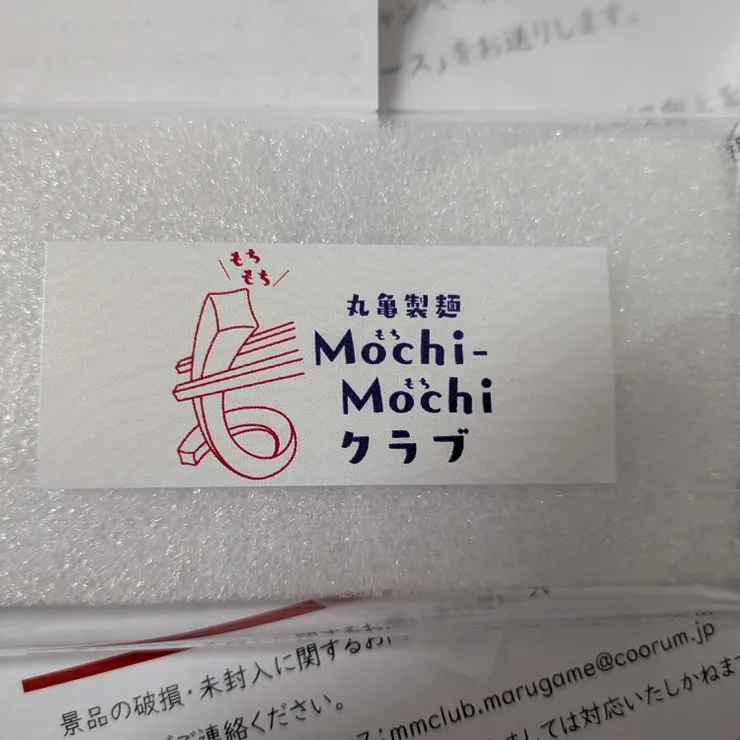 ース」をお送りします。
もち
もち
丸亀製麺
もち
Mochi-
もち
Mochi
クラブ
景品の破損・未封入に関するお問
ご連絡ください。
ス:mmclub.marugame@coorum.jp
ましては対応いたしかねま